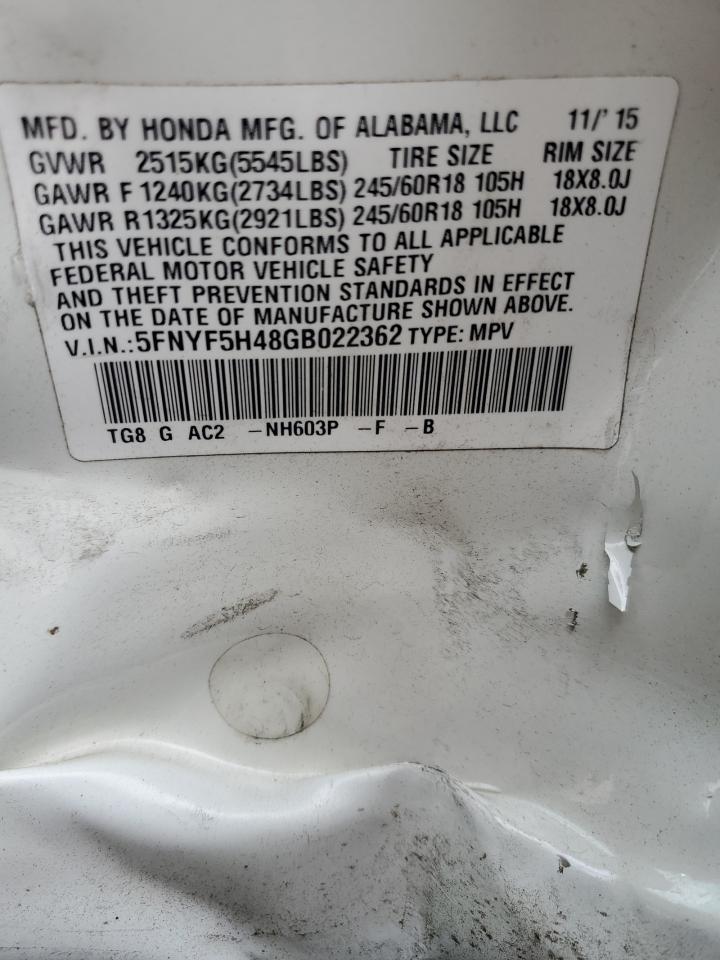 MFD. BY HONDA MFG. OF ALABAMA, LLC 11/'15
GVWR 2515KG(5545LBS) TIRE SIZE RIM SIZE
GAWR F 1240KG(2734LBS) 245/60R18 105H 18X8.0J
GAWR R1325KG(2921LBS) 245/60R18 105H 18X8.0J
THIS VEHICLE CONFORMS TO ALL APPLICABLE
FEDERAL MOTOR VEHICLE SAFETY
AND THEFT PREVENTION STANDARDS IN EFFECT
ON THE DATE OF MANUFACTURE SHOWN ABOVE.
V.I.N.:5FNYF5H48GB022362 TYPE: MPV
TG8 G AC2 –NH603P –F –B